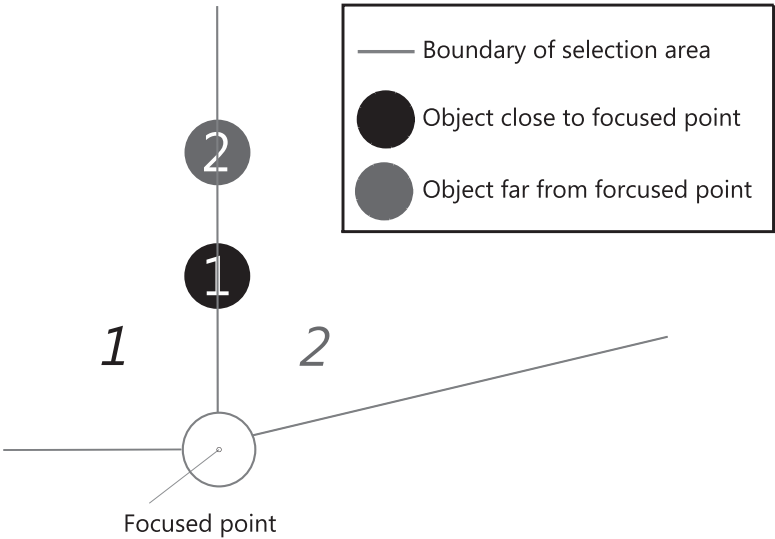 Boundary of selection area
Object close to focused point
Object far from forcused point
2
1
1
2
Focused point